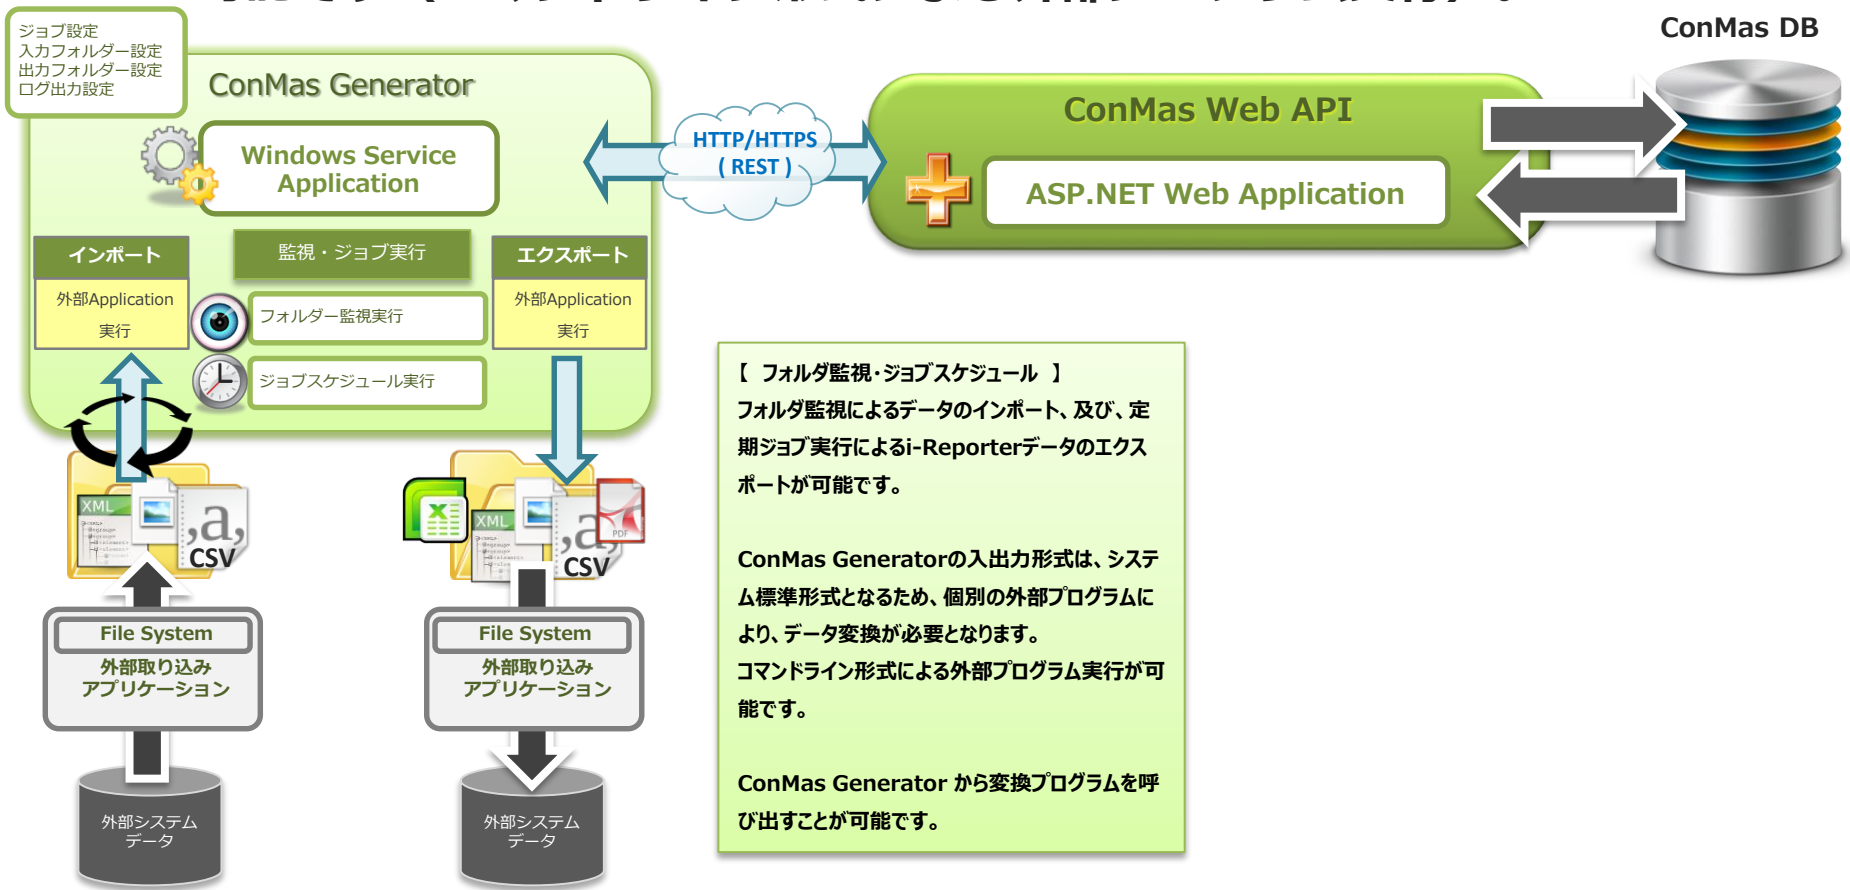 ジョブ設定
入力フォルダー設定
出力フォルダー設定
ログ出力設定
ConMas Generator
Windows Service
Application
インポート
監視・ジョブ実行
エクスポート
外部Application
実行
フォルダー監視実行
ジョブスケジュール実行
外部Application
実行
HTTP/HTTPS
( REST )
ConMas Web API
ASP.NET Web Application
ConMas DB
XML
,a,
CSV
XML
,a,
CSV
PDF
File System
外部取り込み
アプリケーション
File System
外部取り込み
アプリケーション
外部システム
データ
外部システム
データ
【 フォルダ監視・ジョブスケジュール 】
フォルダ監視によるデータのインポート、及び、定
期ジョブ実行によるi-Reporterデータのエクス
ポートが可能です。
ConMas Generatorの入出力形式は、システ
ム標準形式となるため、個別の外部プログラムに
より、データ変換が必要となります。
コマンドライン形式による外部プログラム実行が可
能です。
ConMas Generator から変換プログラムを呼
び出すことが可能です。